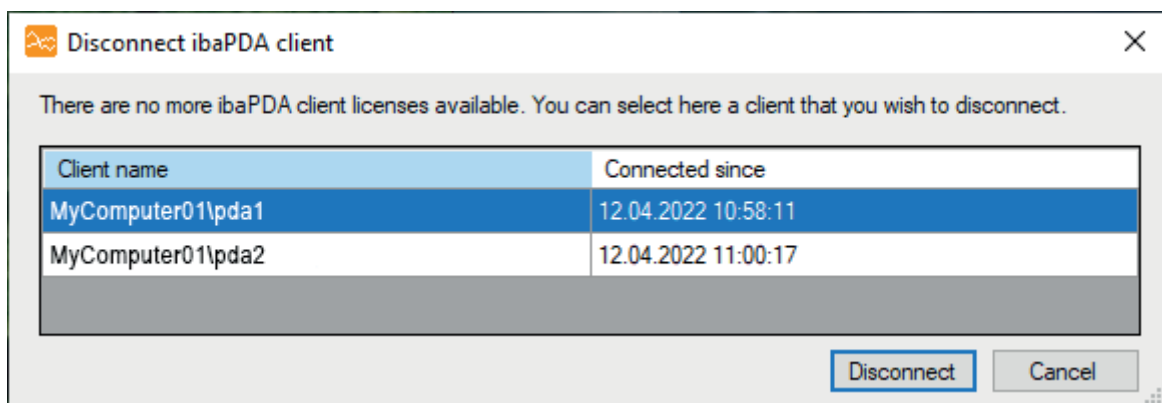 Disconnect ibaPDA client
There are no more ibaPDA client licenses available. You can select here a client that you wish to disconnect.
Client name Connected since
MyComputer01\pda1 12.04.2022 10:58:11
MyComputer01\pda2 12.04.2022 11:00:17
Disconnect Cancel